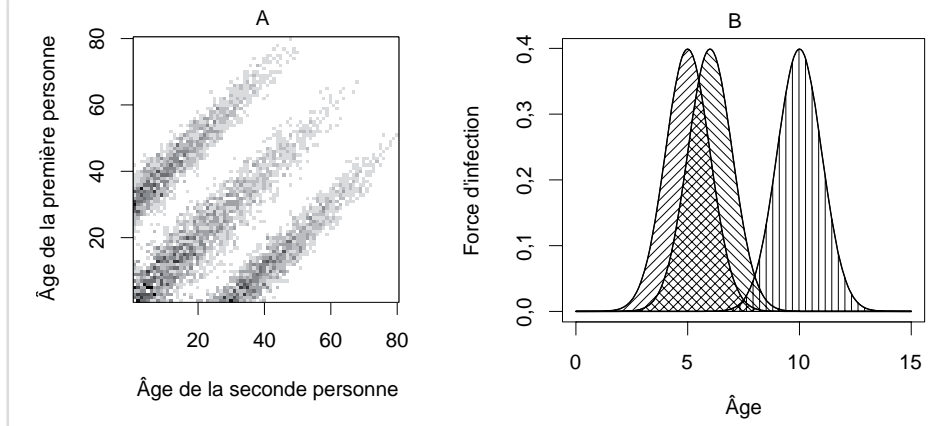 A
Âge de la première personne
80
60
40
20
20 40 60 80
Âge de la seconde personne
B
Force d'infection
0,4
0,3
0,2
0,1
0,0
0 5 10 15
Âge